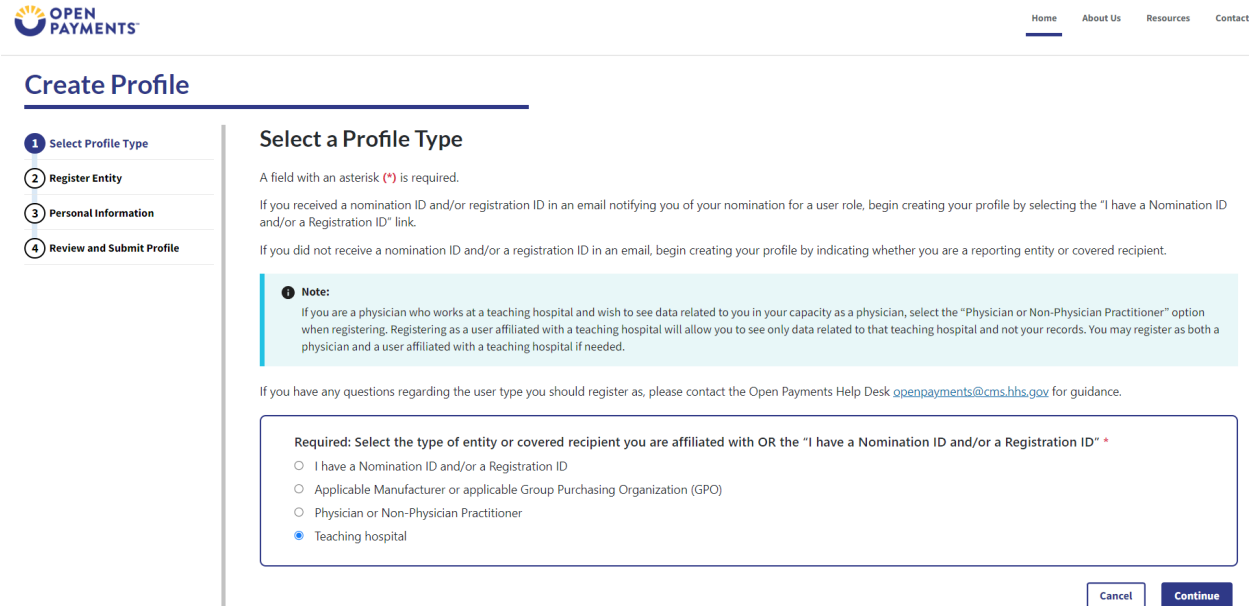 OPEN
PAYMENTS™
Home About Us Resources Contact
Create Profile
1 Select Profile Type
2 Register Entity
3 Personal Information
4 Review and Submit Profile
Select a Profile Type
A field with an asterisk (*) is required.
If you received a nomination ID and/or registration ID in an email notifying you of your nomination for a user role, begin creating your profile by selecting the “I have a Nomination ID
and/or a Registration ID” link.
If you did not receive a nomination ID and/or a registration ID in an email, begin creating your profile by indicating whether you are a reporting entity or covered recipient.
Note:
If you are a physician who works at a teaching hospital and wish to see data related to you in your capacity as a physician, select the “Physician or Non-Physician Practitioner” option
when registering. Registering as a user affiliated with a teaching hospital will allow you to see only data related to that teaching hospital and not your records. You may register as both a
physician and a user affiliated with a teaching hospital if needed.
If you have any questions regarding the user type you should register as, please contact the Open Payments Help Desk openpayments@cms.hhs.gov for guidance.
Required: Select the type of entity or covered recipient you are affiliated with OR the “I have a Nomination ID and/or a Registration ID” *
I have a Nomination ID and/or a Registration ID
Applicable Manufacturer or applicable Group Purchasing Organization (GPO)
Physician or Non-Physician Practitioner
Teaching hospital
Cancel Continue